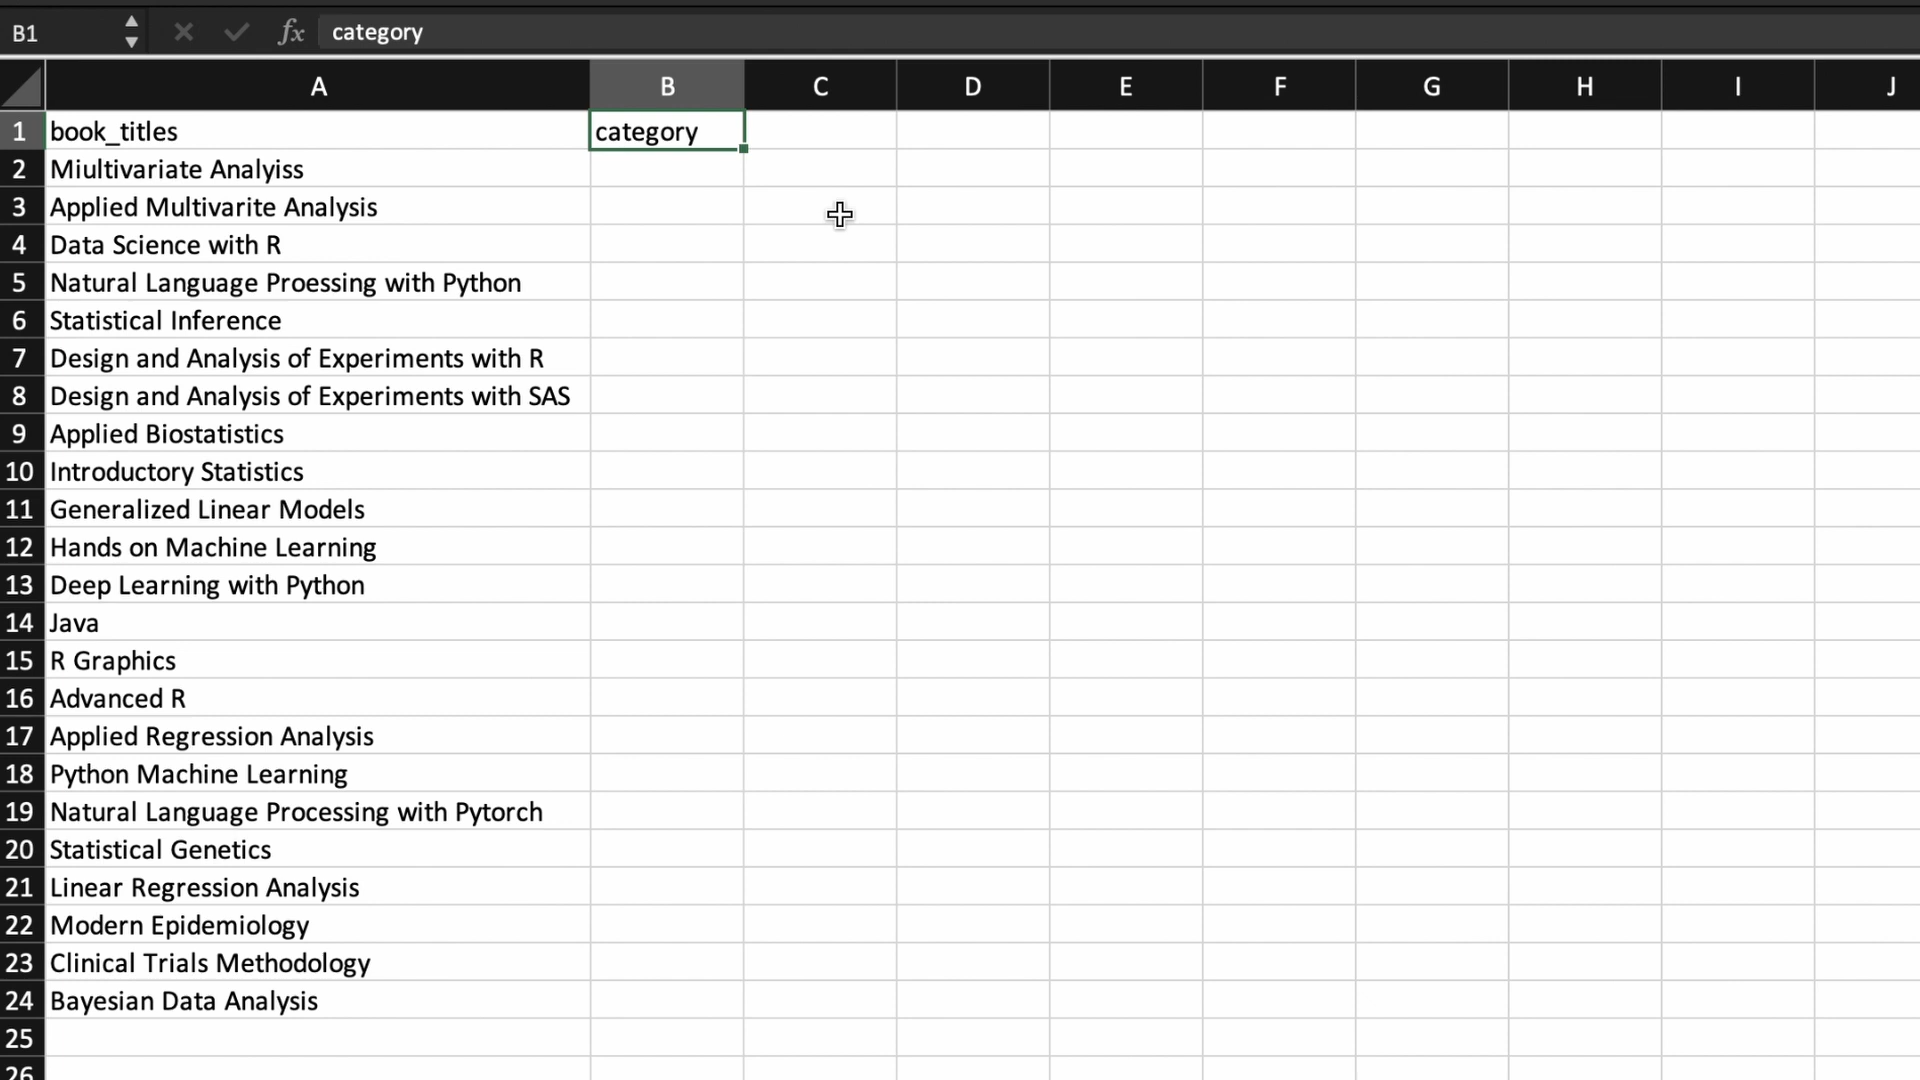 B1 fx category
A B C D E F G H I J
1 book_titles category
2 Miultivariate Analyiss
3 Applied Multivarite Analysis
4 Data Science with R
5 Natural Language Proessing with Python
6 Statistical Inference
7 Design and Analysis of Experiments with R
8 Design and Analysis of Experiments with SAS
9 Applied Biostatistics
10 Introductory Statistics
11 Generalized Linear Models
12 Hands on Machine Learning
13 Deep Learning with Python
14 Java
15 R Graphics
16 Advanced R
17 Applied Regression Analysis
18 Python Machine Learning
19 Natural Language Processing with Pytorch
20 Statistical Genetics
21 Linear Regression Analysis
22 Modern Epidemiology
23 Clinical Trials Methodology
24 Bayesian Data Analysis
25
26